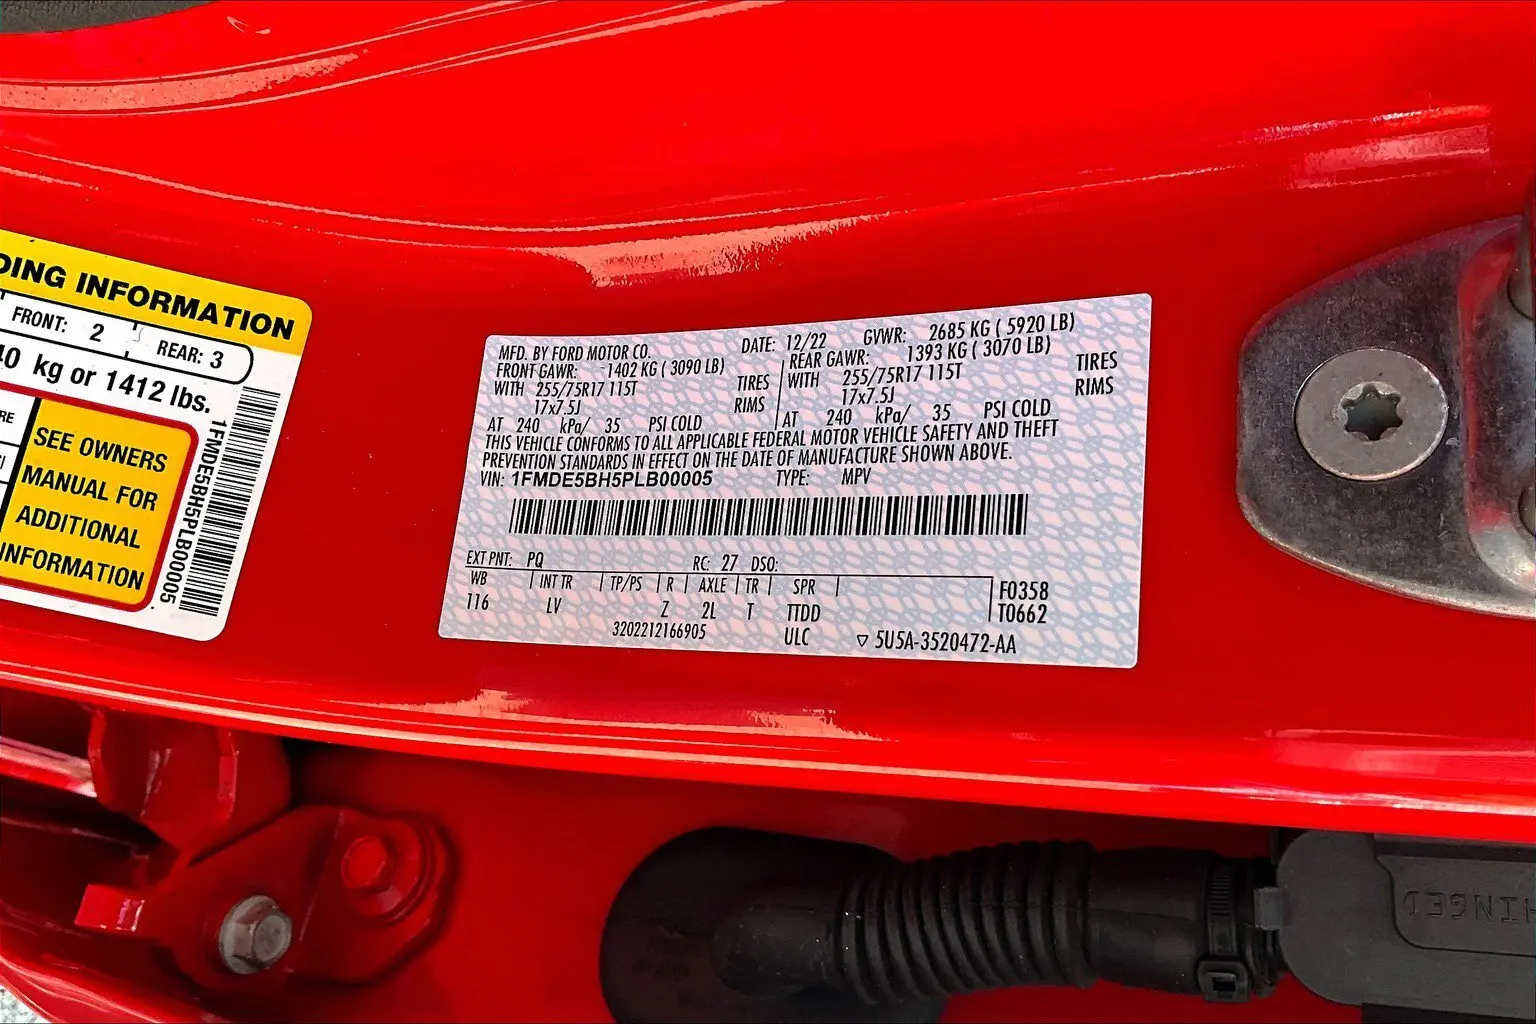 DING INFORMATION
FRONT: 2 REAR: 3
40 kg or 1412 lbs.
RE
SEE OWNERS
MANUAL FOR
ADDITIONAL
INFORMATION
1FMDE5BH5PLB00005
MFD. BY FORD MOTOR CO. DATE: 12/22 GVWR: 2685 KG ( 5920 LB)
FRONT GAWR: 1402 KG ( 3090 LB) REAR GAWR: 1393 KG ( 3070 LB)
WITH 255/75R17 115T TIRES WITH 255/75R17 115T TIRES
17x7.5J RIMS 17x7.5J RIMS
AT 240 kPa/ 35 PSI COLD AT 240 kPa/ 35 PSI COLD
THIS VEHICLE CONFORMS TO ALL APPLICABLE FEDERAL MOTOR VEHICLE SAFETY AND THEFT
PREVENTION STANDARDS IN EFFECT ON THE DATE OF MANUFACTURE SHOWN ABOVE.
VIN: 1FMDE5BH5PLB00005 TYPE: MPV
EXT PNT: PQ RC: 27 DSO:
WB INT TR TP/PS R AXLE TR SPR F0358
116 LV Z 2L T TTDD T0662
3202212166905 ULC ▽ 5U5A-3520472-AA
HINGED